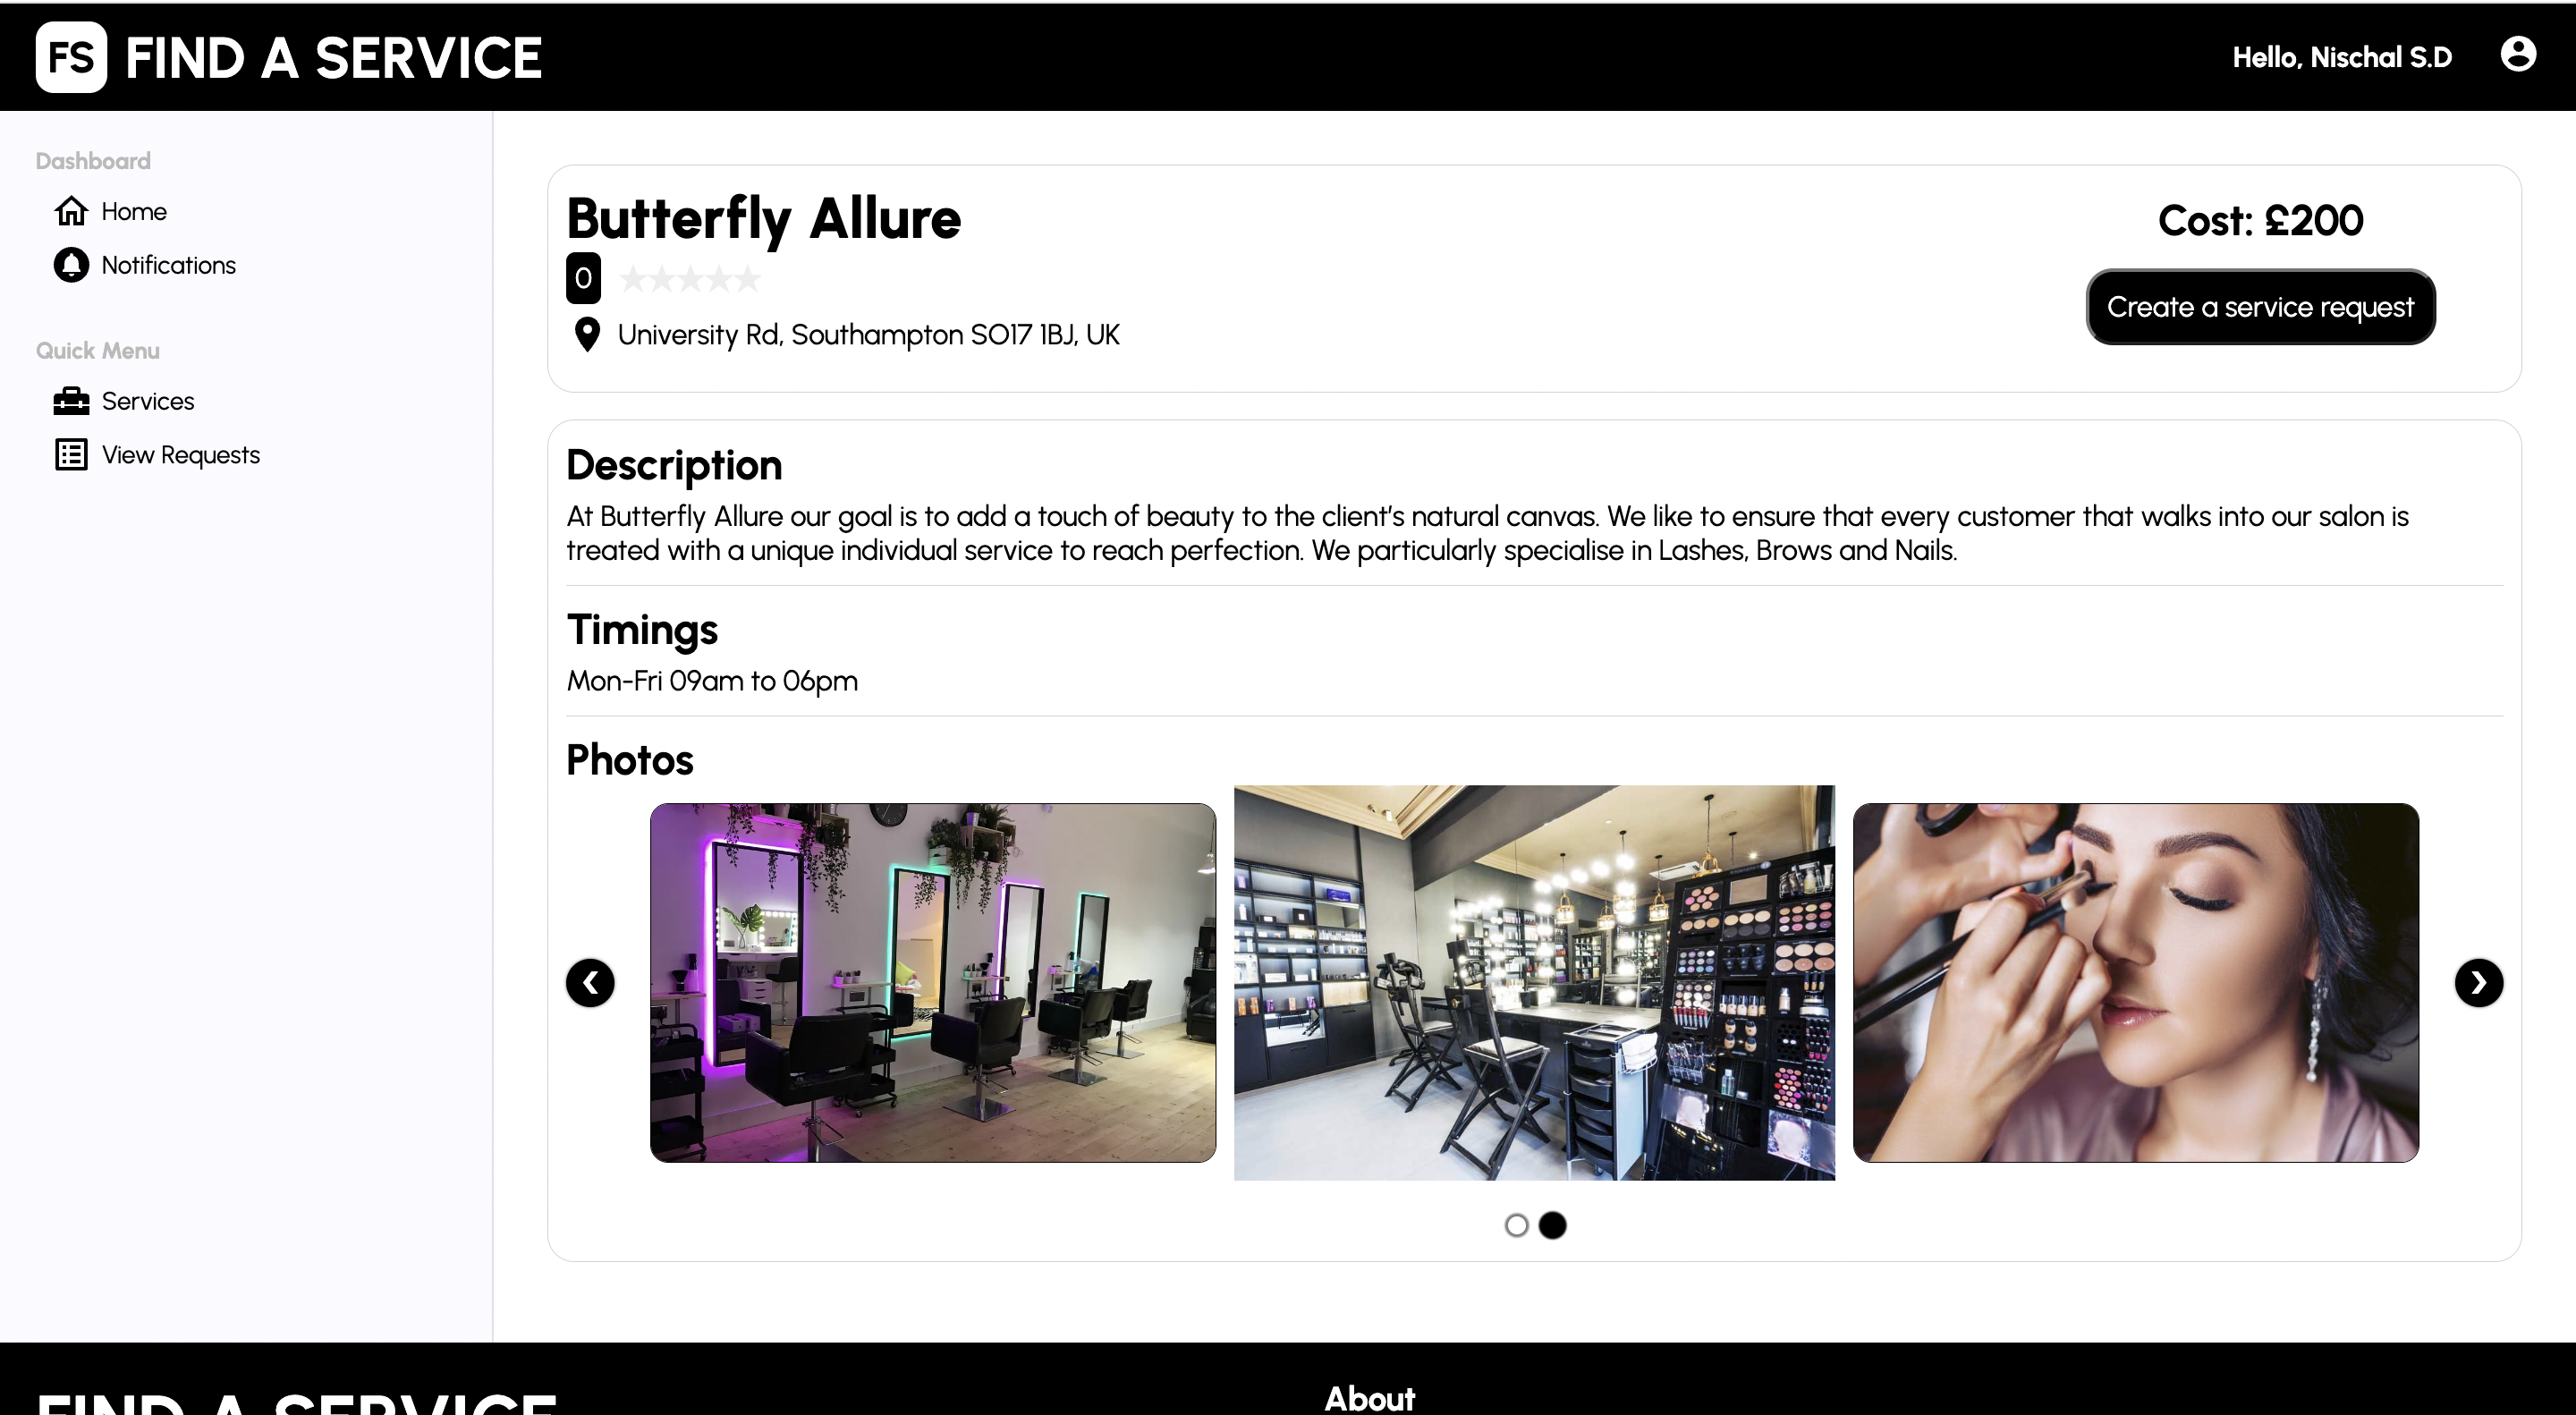 FS FIND A SERVICE
Hello, Nischal S.D
Dashboard
Home
Notifications
Quick Menu
Services
View Requests
Butterfly Allure
0
University Rd, Southampton SO17 1BJ, UK
Cost: £200
Create a service request
Description
At Butterfly Allure our goal is to add a touch of beauty to the client's natural canvas. We like to ensure that every customer that walks into our salon is
treated with a unique individual service to reach perfection. We particularly specialise in Lashes, Brows and Nails.
Timings
Mon-Fri 09am to 06pm
Photos
FIND A SERVICE
About